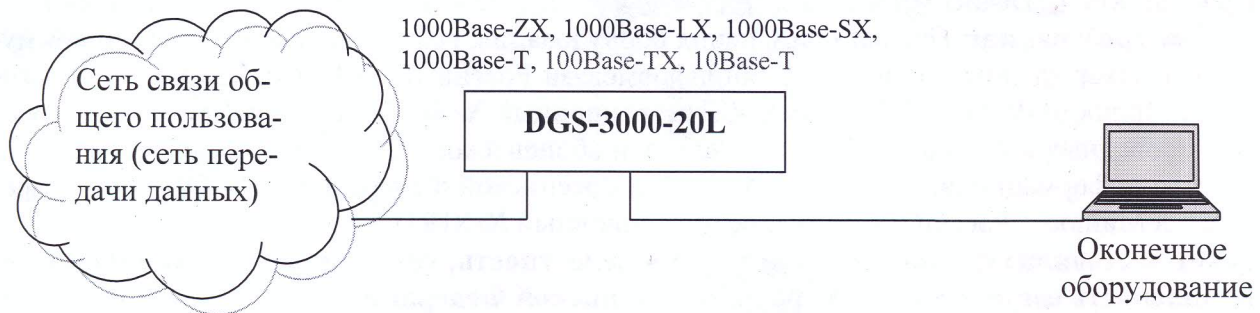 1000Base-ZX, 1000Base-LX, 1000Base-SX,
1000Base-T, 100Base-TX, 10Base-T
Сеть связи об-
щего пользова-
ния (сеть пере-
дачи данных)
DGS-3000-20L
Оконечное
оборудование